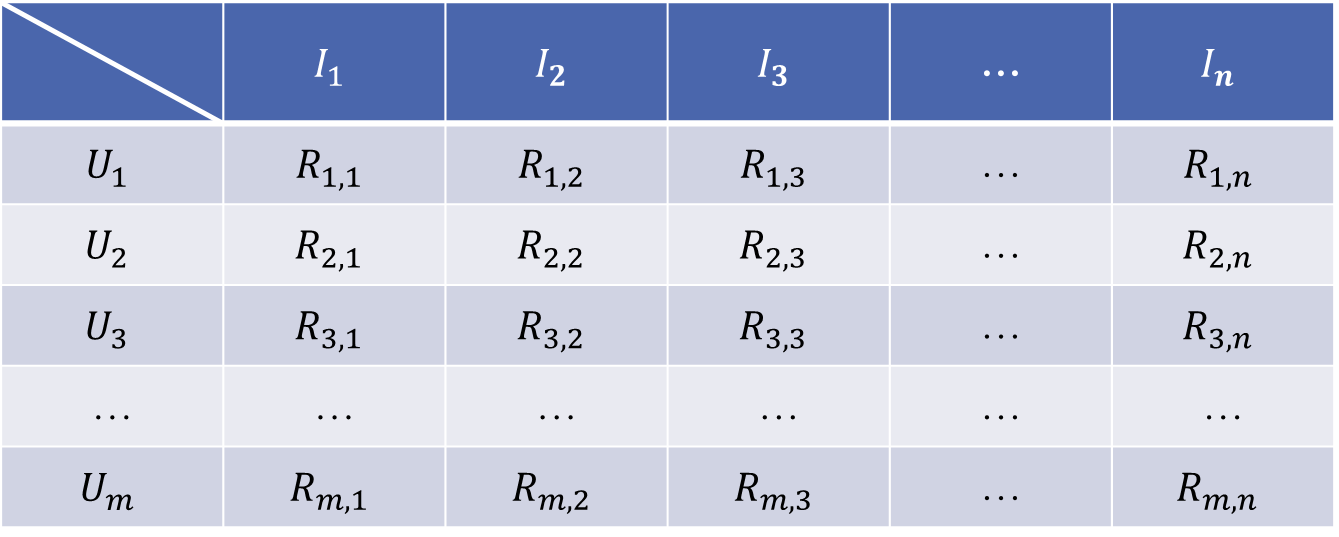 I₁ I₂ I₃ ... Iₙ
U₁ R₁,₁ R₁,₂ R₁,₃ ... R₁,ₙ
U₂ R₂,₁ R₂,₂ R₂,₃ ... R₂,ₙ
U₃ R₃,₁ R₃,₂ R₃,₃ ... R₃,ₙ
... ... ... ... ... ...
Uₘ Rₘ,₁ Rₘ,₂ Rₘ,₃ ... Rₘ,ₙ